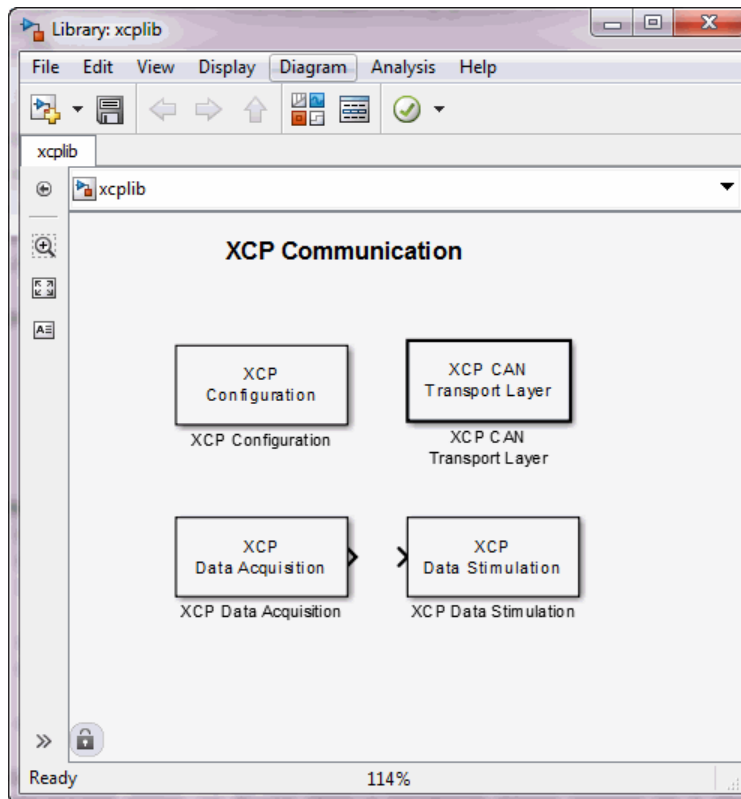 Library: xcplib
File Edit View Display Diagram Analysis Help
xcplib
xcplib
XCP Communication
XCP
Configuration
XCP Configuration
XCP CAN
Transport Layer
XCP CAN
Transport Layer
XCP
Data Acquisition
XCP Data Acquisition
XCP
Data Stimulation
XCP Data Stimulation
Ready 114%